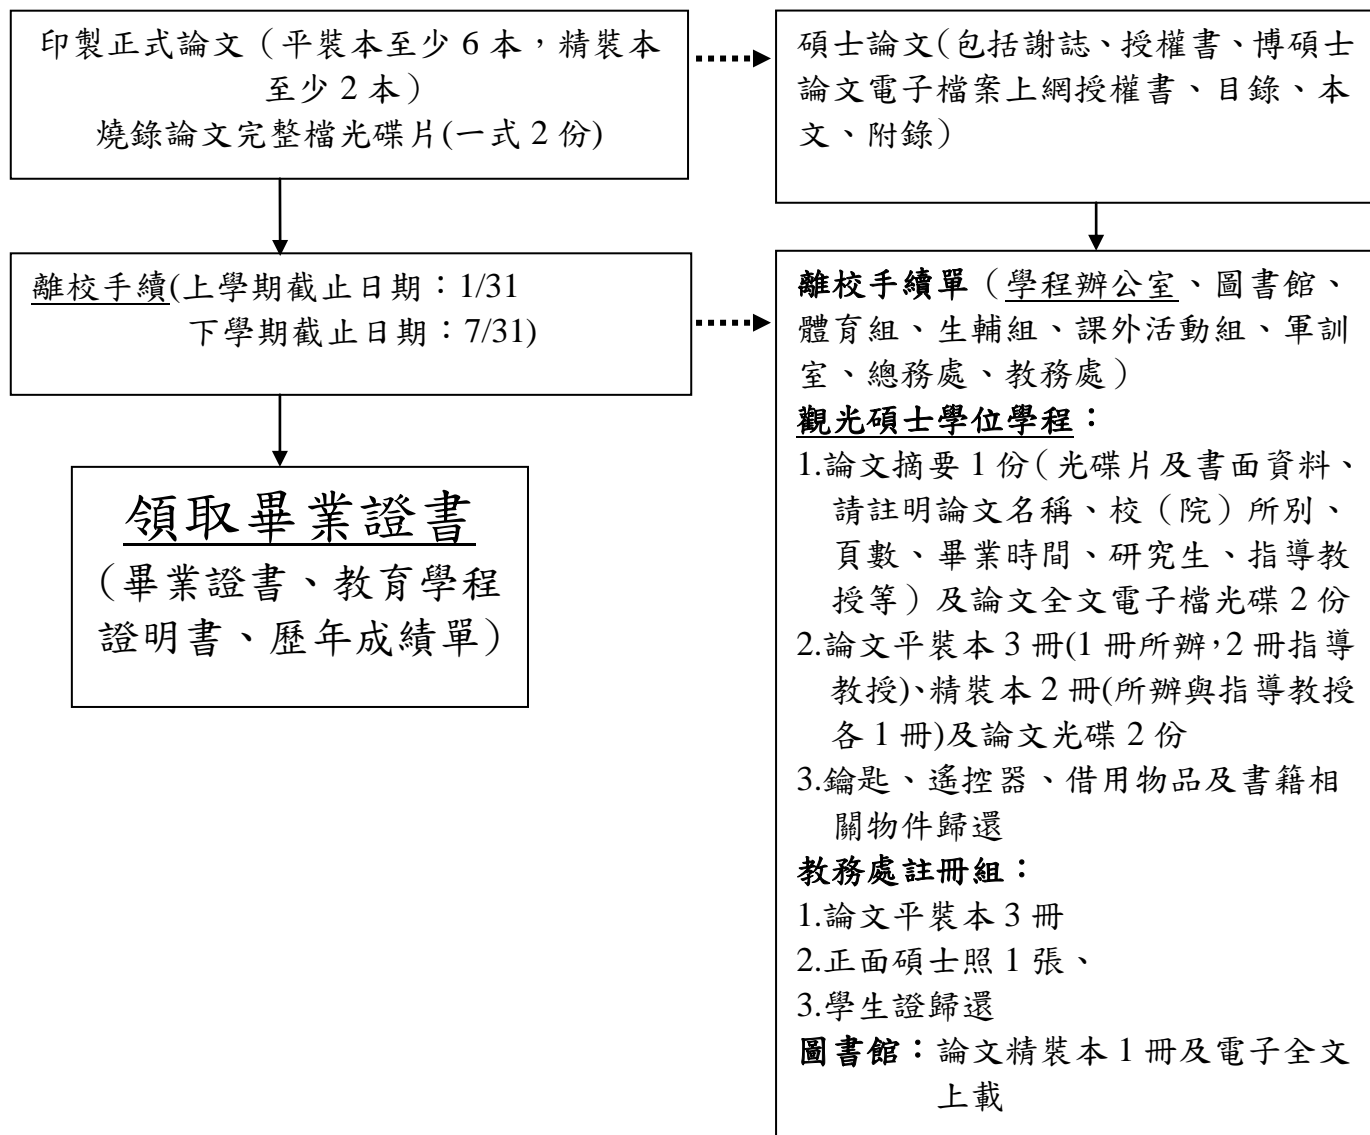 印製正式論文（平裝本至少 6 本，精裝本
至少 2 本）
燒錄論文完整檔光碟片(一式 2 份)
碩士論文(包括謝誌、授權書、博碩士
論文電子檔案上網授權書、目錄、本
文、附錄）
離校手續(上學期截止日期：1/31
下學期截止日期：7/31)
離校手續單（學程辦公室、圖書館、
體育組、生輔組、課外活動組、軍訓
室、總務處、教務處）
觀光碩士學位學程：
1.論文摘要 1 份（光碟片及書面資料、
請註明論文名稱、校（院）所別、
頁數、畢業時間、研究生、指導教
授等）及論文全文電子檔光碟 2 份
2.論文平裝本 3 冊(1 冊所辦，2 冊指導
教授)、精裝本 2 冊(所辦與指導教授
各 1 冊)及論文光碟 2 份
3.鑰匙、遙控器、借用物品及書籍相
關物件歸還
教務處註冊組：
1.論文平裝本 3 冊
2.正面碩士照 1 張、
3.學生證歸還
圖書館：論文精裝本 1 冊及電子全文
上載
領取畢業證書
（畢業證書、教育學程
證明書、歷年成績單）